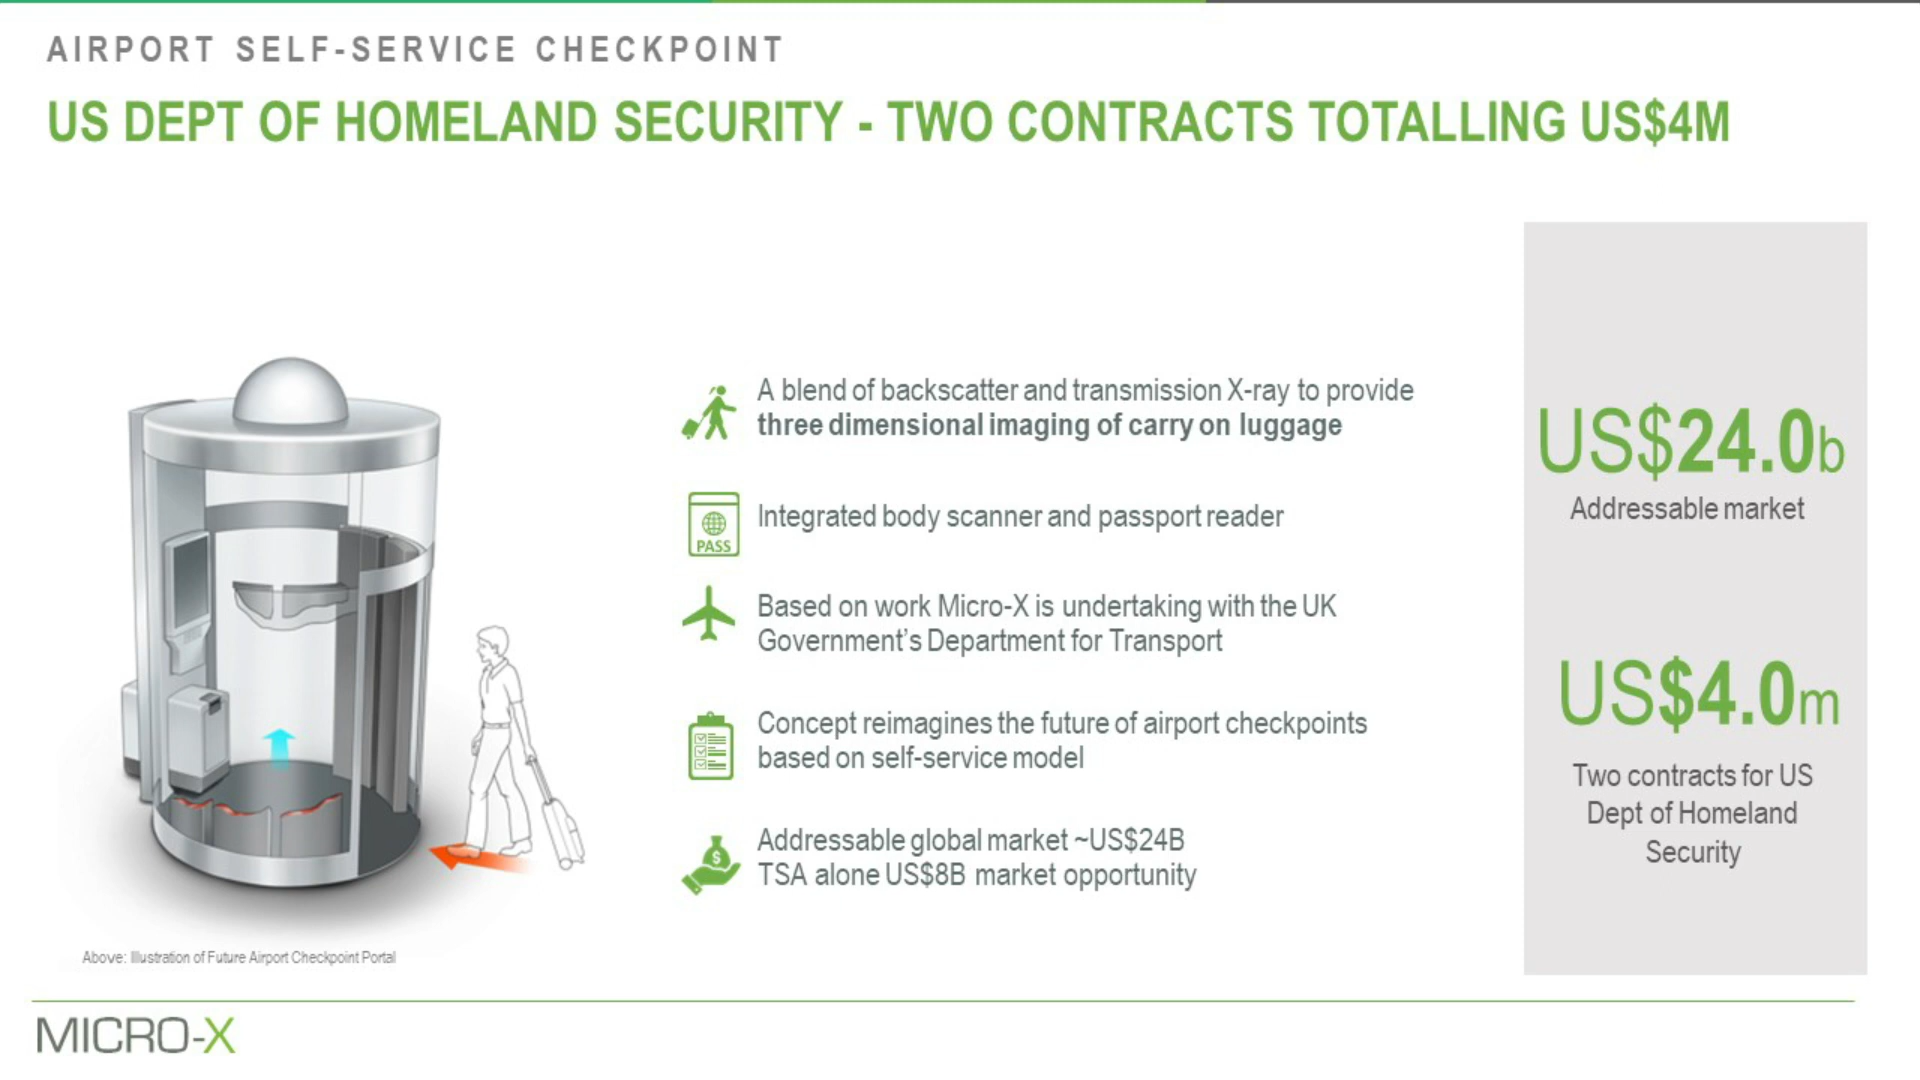 AIRPORT SELF-SERVICE CHECKPOINT
US DEPT OF HOMELAND SECURITY - TWO CONTRACTS TOTALLING US$4M
A blend of backscatter and transmission X-ray to provide
three dimensional imaging of carry on luggage
PASS
Integrated body scanner and passport reader
Based on work Micro-X is undertaking with the UK
Government's Department for Transport
Concept reimagines the future of airport checkpoints
based on self-service model
$
Addressable global market ~US$24B
TSA alone US$8B market opportunity
US$24.0b
Addressable market
US$4.0m
Two contracts for US
Dept of Homeland
Security
Above: Illustration of Future Airport Checkpoint Portal
MICRO-X